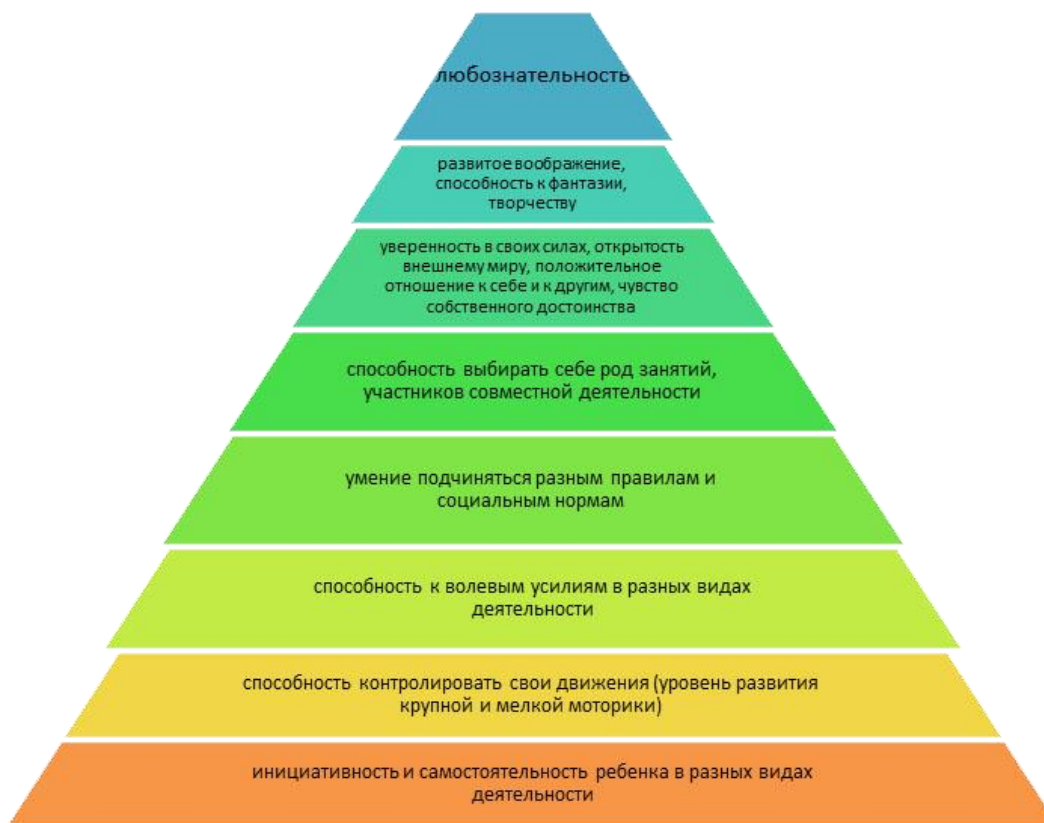 любознательность
развитое воображение,
способность к фантазии,
творчеству
уверенность в своих силах, открытость
внешнему миру, положительное
отношение к себе и к другим, чувство
собственного достоинства
способность выбирать себе род занятий,
участников совместной деятельности
умение подчиняться разным правилам и
социальным нормам
способность к волевым усилиям в разных видах
деятельности
способность контролировать свои движения (уровень развития
крупной и мелкой моторики)
инициативность и самостоятельность ребенка в разных видах
деятельности